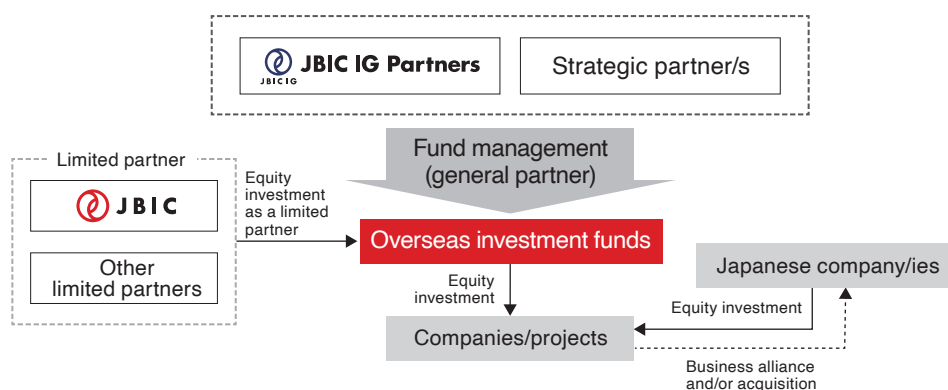 JBIC IG Partners
JBIC IG
Strategic partner/s
Fund management
(general partner)
Limited partner
JBIC
Other
limited partners
Equity
investment
as a limited
partner
Overseas investment funds
Equity
investment
Companies/projects
Japanese company/ies
Equity investment
Business alliance
and/or acquisition